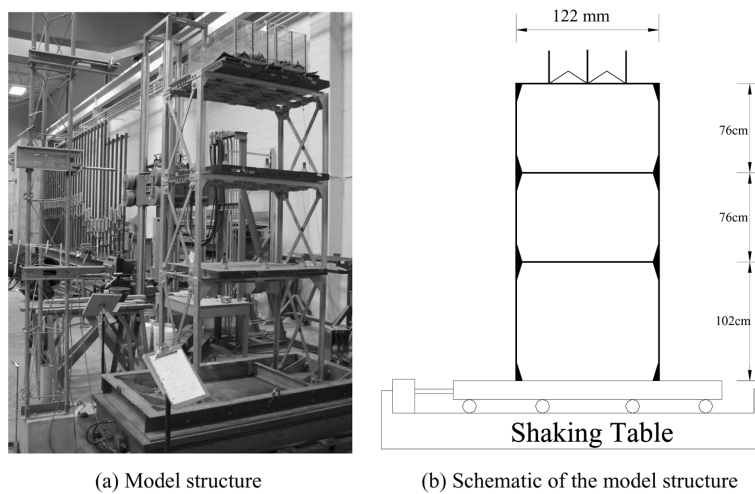 122 mm
76cm
76cm
102cm
Shaking Table
(a) Model structure
(b) Schematic of the model structure